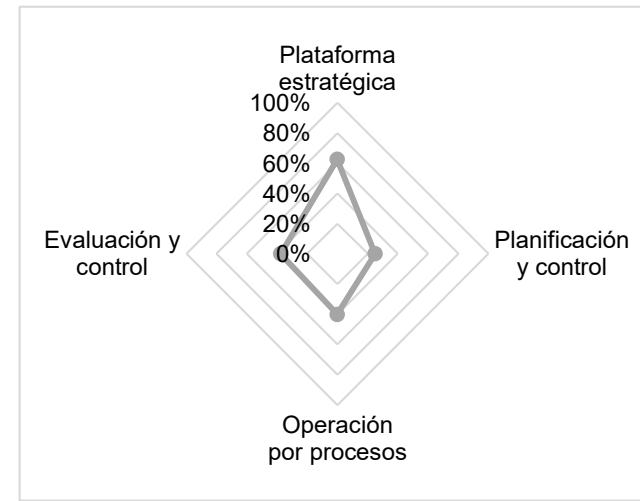 Plataforma
estratégica
100%
80%
60%
40%
20%
0%
Evaluación y
control
Planificación
y control
Operación
por procesos